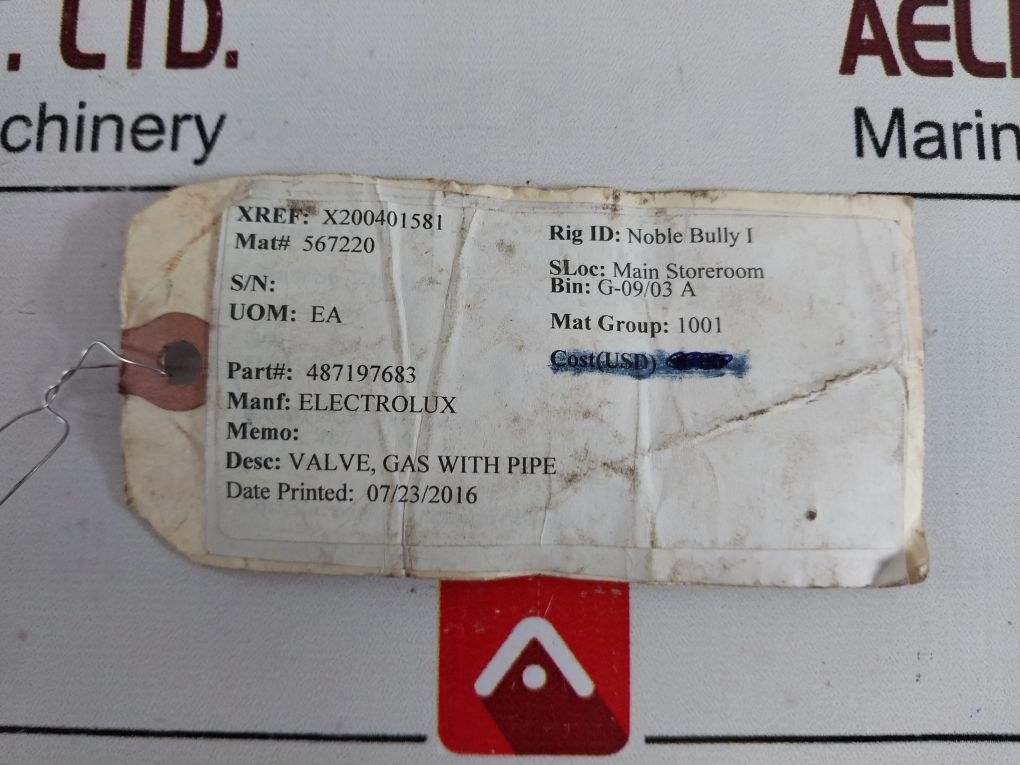 . LTD.
chinery
AEL
Marin
XREF: X200401581
Mat# 567220
S/N:
UOM: EA
Part#: 487197683
Manf: ELECTROLUX
Memo:
Desc: VALVE, GAS WITH PIPE
Date Printed: 07/23/2016
Rig ID: Noble Bully I
SLoc: Main Storeroom
Bin: G-09/03 A
Mat Group: 1001
Cost(USD)